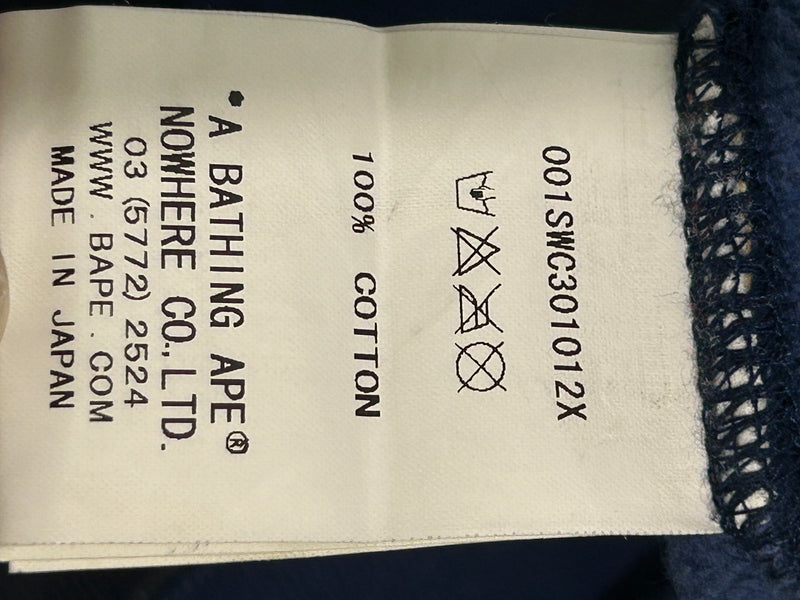 001SWC301012X
100% COTTON
A BATHING APE®
NOWHERE CO.,LTD.
03 (5772) 2524
WWW.BAPE.COM
MADE IN JAPAN